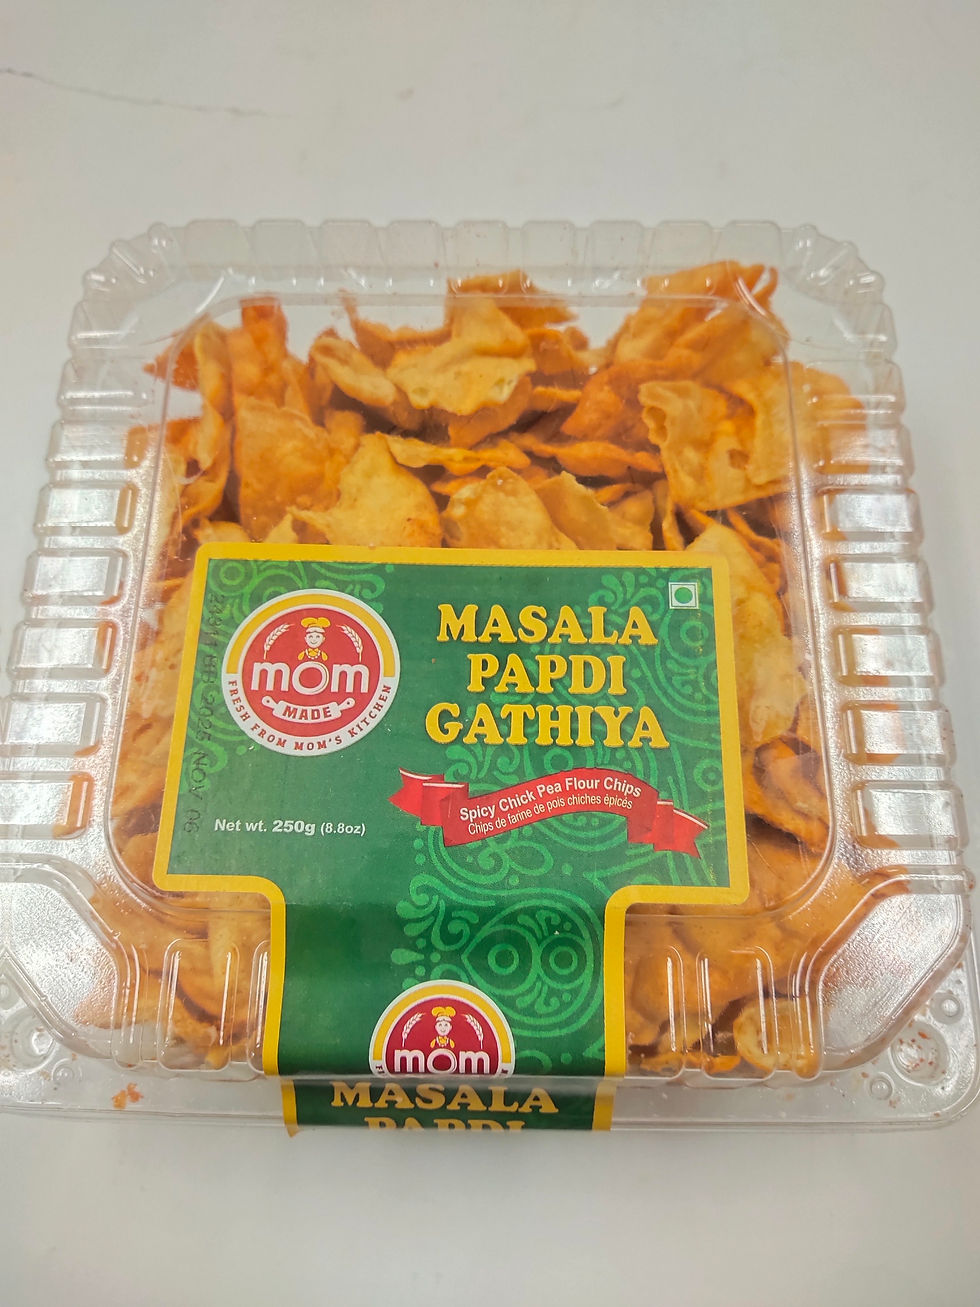 mom
MADE
FRESH FROM MOM'S KITCHEN
MASALA
PAPDI
GATHIYA
Spicy Chick Pea Flour Chips
Chips de farine de pois chiches épicés
Net wt. 250g (8.8oz)
2025 NOV 06
mom
MASALA
PAPDI